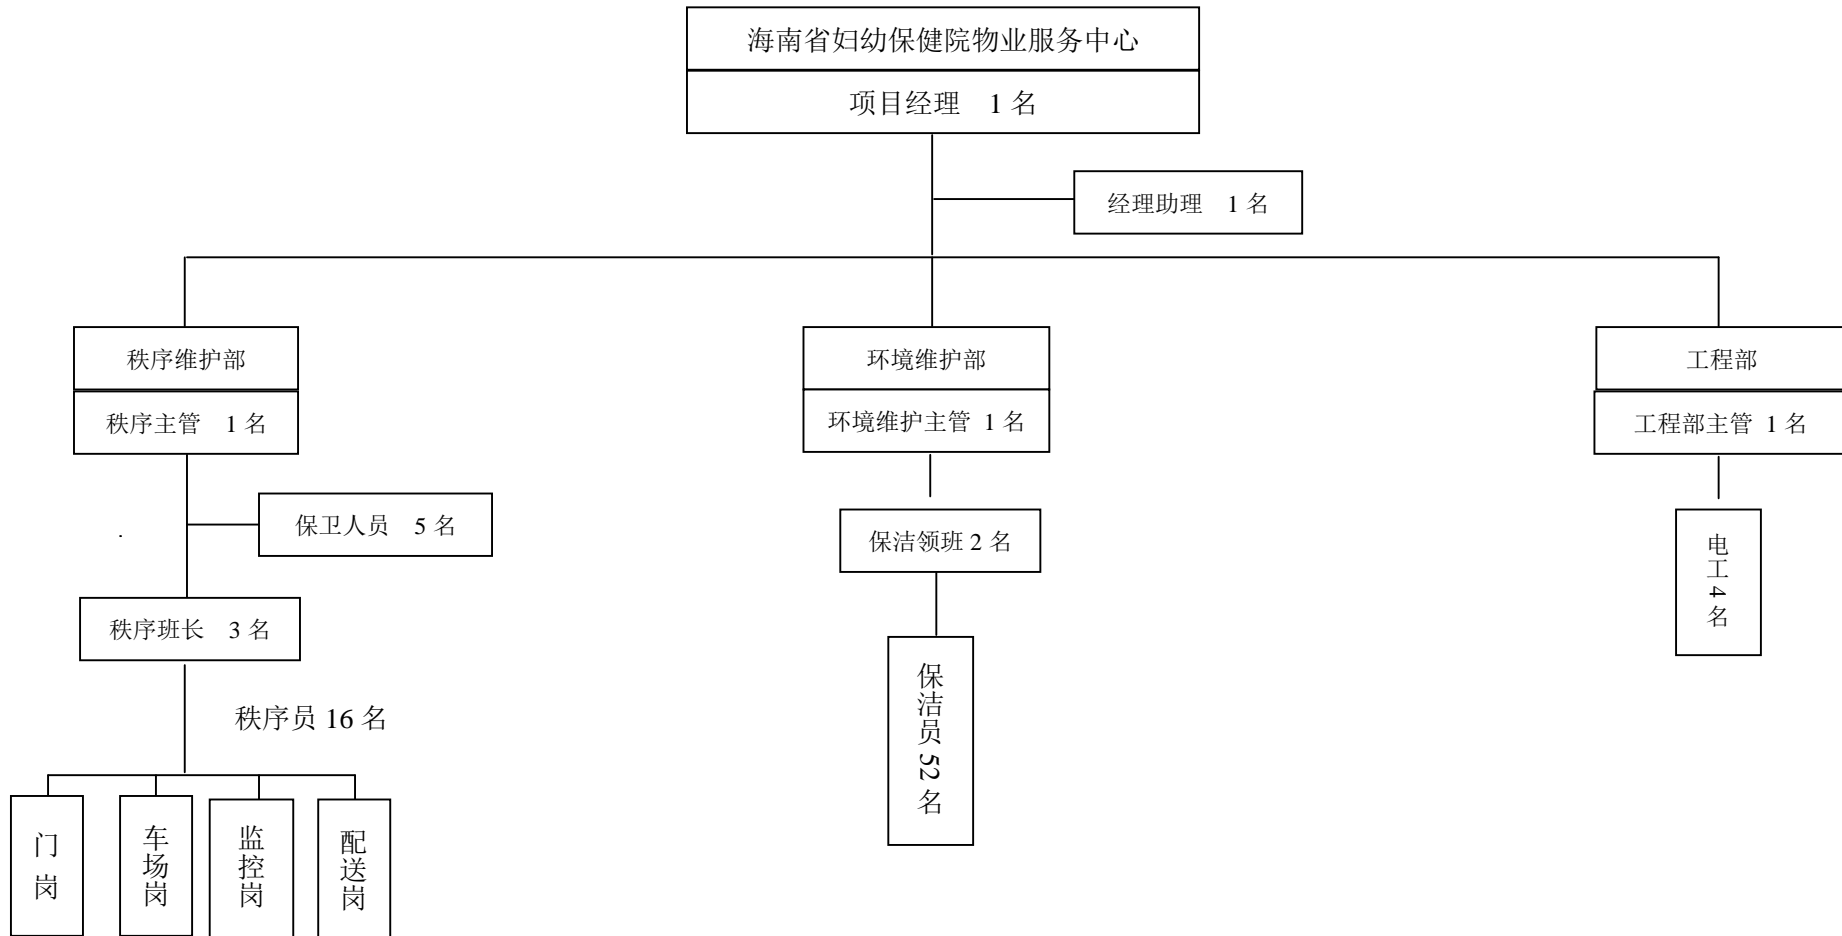 海南省妇幼保健院物业服务中心
项目经理 1 名
经理助理 1 名
秩序维护部
环境维护部
工程部
秩序主管 1 名
环境维护主管 1 名
工程部主管 1 名
保卫人员 5 名
保洁领班 2 名
电工 4 名
秩序班长 3 名
保洁员 52 名
秩序员 16 名
门岗
车场岗
监控岗
配送岗